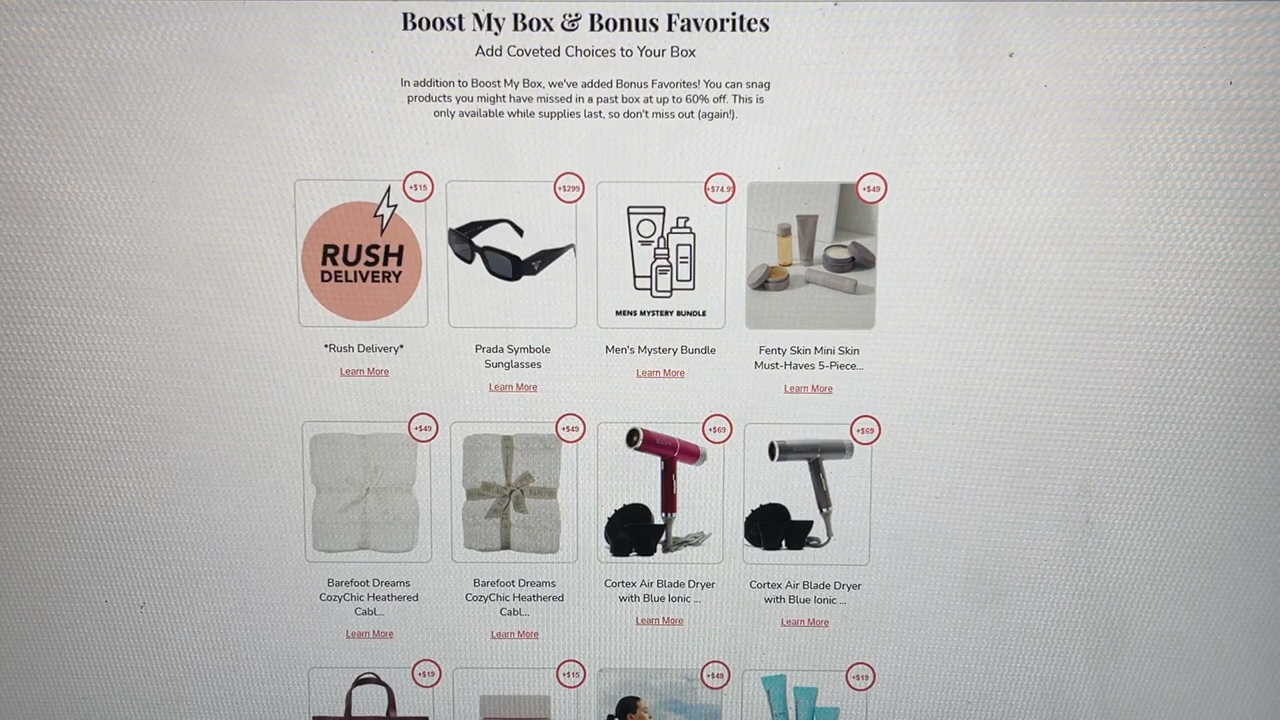 Boost My Box & Bonus Favorites
Add Coveted Choices to Your Box
In addition to Boost My Box, we've added Bonus Favorites! You can snag
products you might have missed in a past box at up to 60% off. This is
only available while supplies last, so don't miss out (again!).
+$15
+$299
+$74.99
+$49
RUSH
DELIVERY
MENS MYSTERY BUNDLE
*Rush Delivery*
Learn More
Prada Symbole
Sunglasses
Learn More
Men's Mystery Bundle
Learn More
Fenty Skin Mini Skin
Must-Haves 5-Piece...
Learn More
+$49
+$49
+$69
+$69
Barefoot Dreams
CozyChic Heathered
Cabl...
Learn More
Barefoot Dreams
CozyChic Heathered
Cabl...
Learn More
Cortex Air Blade Dryer
with Blue Ionic ...
Learn More
Cortex Air Blade Dryer
with Blue Ionic ...
Learn More
+$19
+$15
+$49
+$19